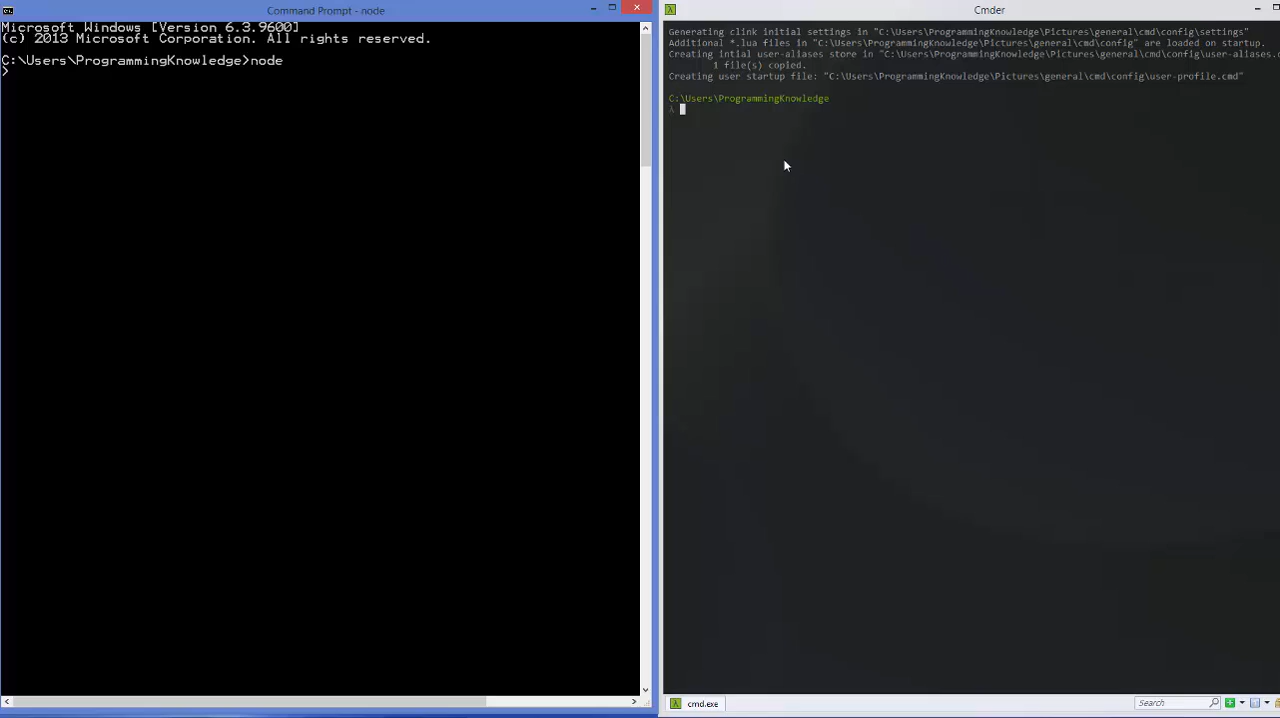 Command Prompt - node
Microsoft Windows [Version 6.3.9600]
(c) 2013 Microsoft Corporation. All rights reserved.
C:\Users\ProgrammingKnowledge>node
>
Cmder
Generating clink initial settings in "C:\Users\ProgrammingKnowledge\Pictures\general\cmd\config\settings"
Additional *.lua files in "C:\Users\ProgrammingKnowledge\Pictures\general\cmd\config" are loaded on startup.
Creating intial user-aliases store in "C:\Users\ProgrammingKnowledge\Pictures\general\cmd\config\user-aliases.
1 file(s) copied.
Creating user startup file: "C:\Users\ProgrammingKnowledge\Pictures\general\cmd\config\user-profile.cmd"
C:\Users\ProgrammingKnowledge
λ
cmd.exe
Search